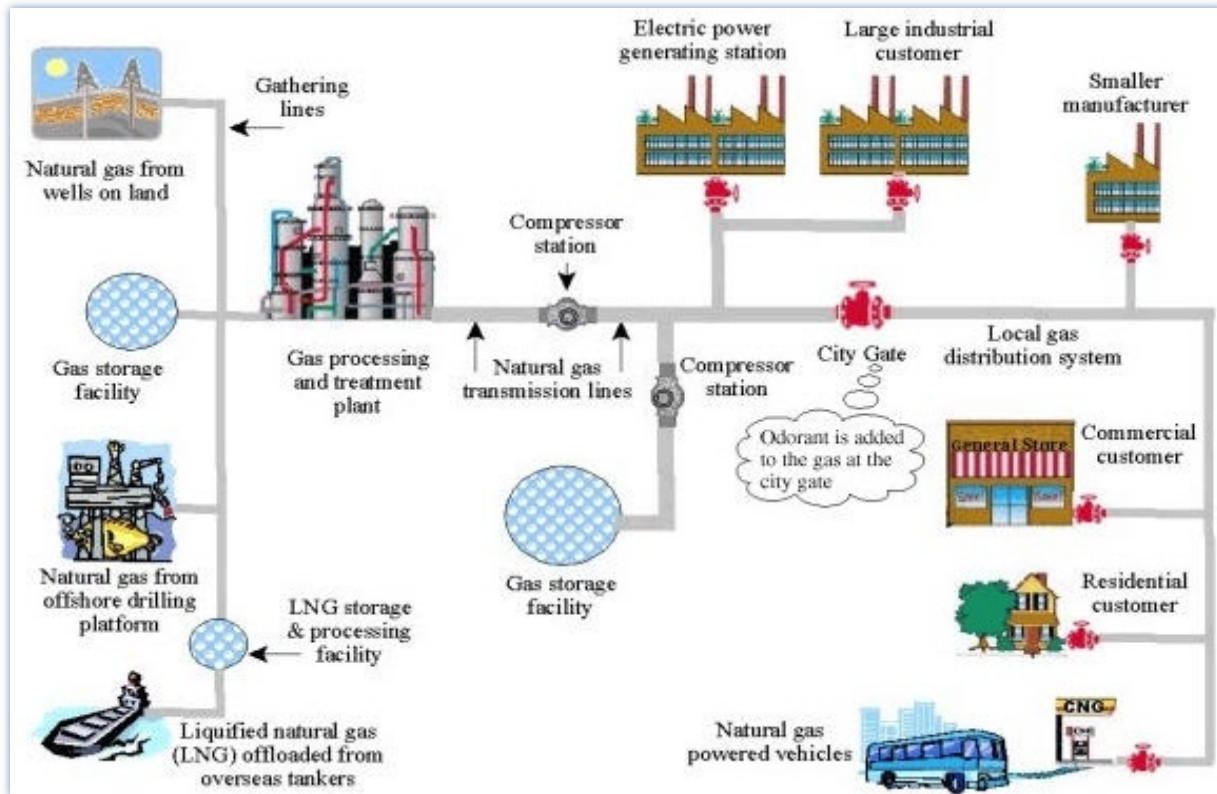 Electric power
generating station
Large industrial
customer
Smaller
manufacturer
Gathering
lines
Natural gas from
wells on land
Compressor
station
Gas storage
facility
Gas processing
and treatment
plant
Natural gas
transmission lines
Compressor
station
City Gate
Local gas
distribution system
Odorant is added
to the gas at the
city gate
General Store
Commercial
customer
Natural gas from
offshore drilling
platform
LNG storage
& processing
facility
Gas storage
facility
Residential
customer
Liquified natural gas
(LNG) offloaded from
overseas tankers
Natural gas
powered vehicles
CNG